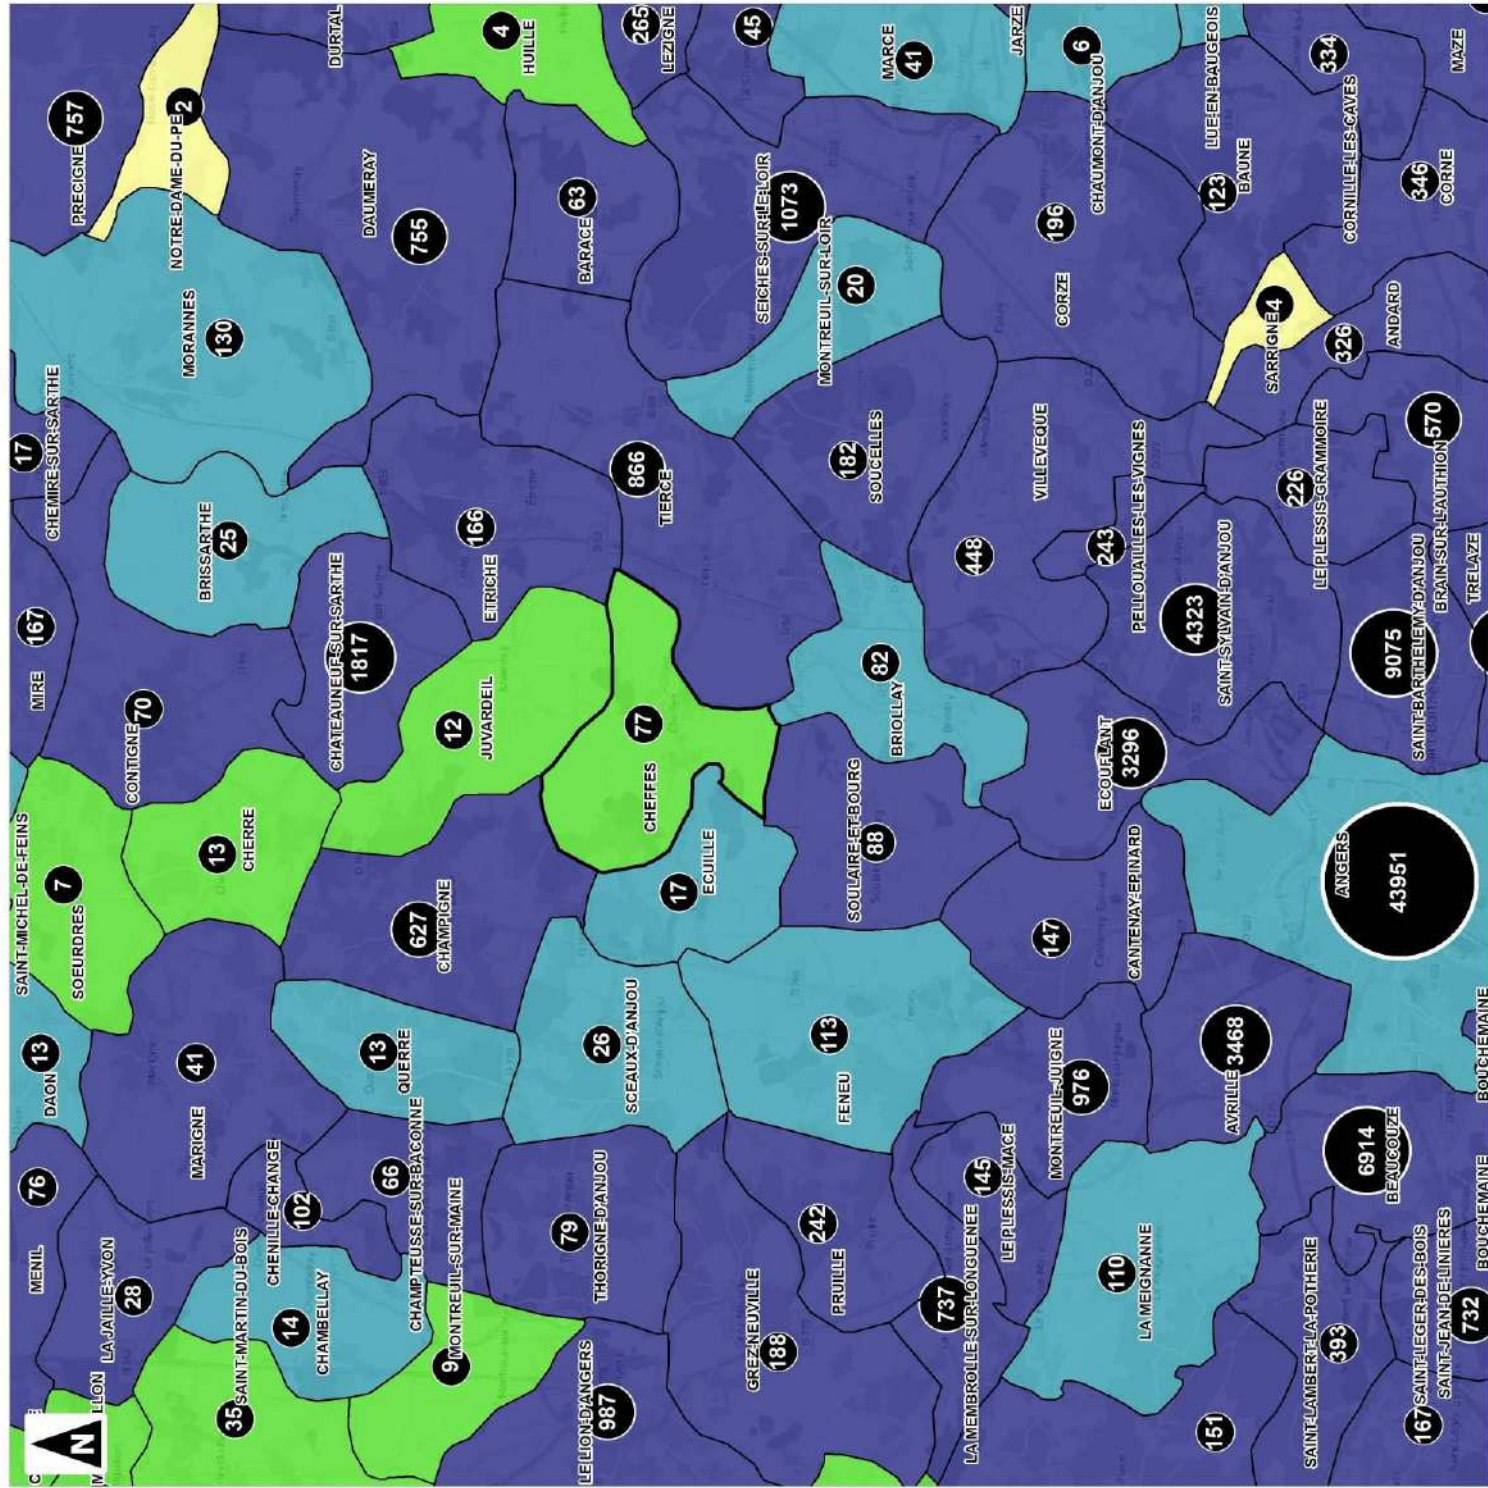 N
MENIL
76
DAON
13
SAINT-MICHEL-DE-FEINS
MIRE
167
17
CHEMIRE-SUR-SARTHE
PRECIGNE
757
LA JAILLE-YVON
28
SOEURDRES
7
CONTIGNE
70
NOTRE-DAME-DU-PE
2
MARIGNE
41
CHERRE
13
BRISSARTHE
25
MORANNES
130
35
SAINT-MARTIN-DU-BOIS
CHENILLE-CHANGE
102
14
CHAMBELLAY
CHATEAUNEUF-SUR-SARTHE
1817
DURTAL
DAUMERAY
755
66
CHAMPTEUSSE-SUR-BACONNE
13
QUERRE
627
CHAMPIGNE
12
JUVARDEIL
166
ETRICHE
4
HUILLE
9
MONTREUIL-SUR-MAINE
THORIGNE-D'ANJOU
79
BARACE
63
LE LION-D'ANGERS
987
SCEAUX-D'ANJOU
26
17
ECUILLE
CHEFFES
77
866
TIERCE
265
LEZIGNE
45
GREZ-NEUVILLE
188
PRUILLE
242
FENEU
113
SOULAIRE-ET-BOURG
88
BRIOLLAY
82
182
SOUCELLES
MONTREUIL-SUR-LOIR
20
SEICHES-SUR-LE-LOIR
1073
MARCE
41
737
LA MEMBROLLE-SUR-LONGUENEE
145
LE PLESSIS-MACE
448
VILLEVEQUE
JARZE
MONTREUIL-JUIGNE
976
147
CANTENAY-EPINARD
ECOUFLANT
3296
243
PELLOUAILLES-LES-VIGNES
CORZE
196
6
CHAUMONT-D'ANJOU
110
LA MEIGNANNE
4323
SAINT-SYLVAIN-D'ANJOU
LUE-EN-BAUGEOIS
123
BAUNE
151
AVRILLE
3468
226
LE PLESSIS-GRAMMOIRE
SARRIGNE
4
326
ANDARD
334
CORNILLE-LES-CAVES
SAINT-LAMBERT-LA-POTHERIE
393
6914
BEAUCOUZE
ANGERS
43951
9075
SAINT-BARTHELEMY-D'ANJOU
BRAIN-SUR-L'AUTHION
570
346
CORNE
167
SAINT-LEGER-DES-BOIS
SAINT-JEAN-DE-LINIERES
732
BOUCHEMAINE
BOUCHEMAINE
TRELAZE
MAZE